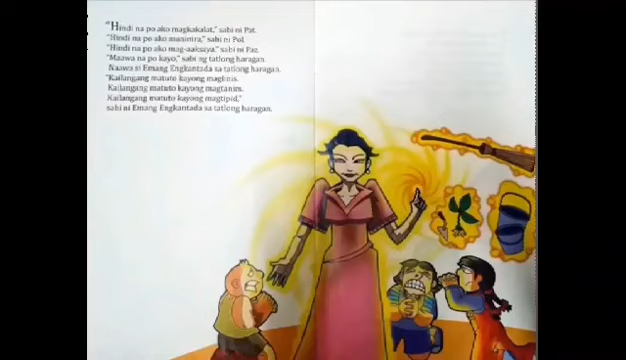 "Hindi na po ako magkakalat," sabi ni Pat.
"Hindi na po ako maninira," sabi ni Pol.
"Hindi na po ako mag-aaksaya," sabi ni Paz.
"Maawa na po kayo," sabi ng tatlong haragan.
Naawa si Emang Engkantada sa tatlong haragan.
"Kailangang matuto kayong maglinis.
Kailangang matuto kayong magtanim.
Kailangang matuto kayong magtipid,"
sabi ni Emang Engkantada sa tatlong haragan.